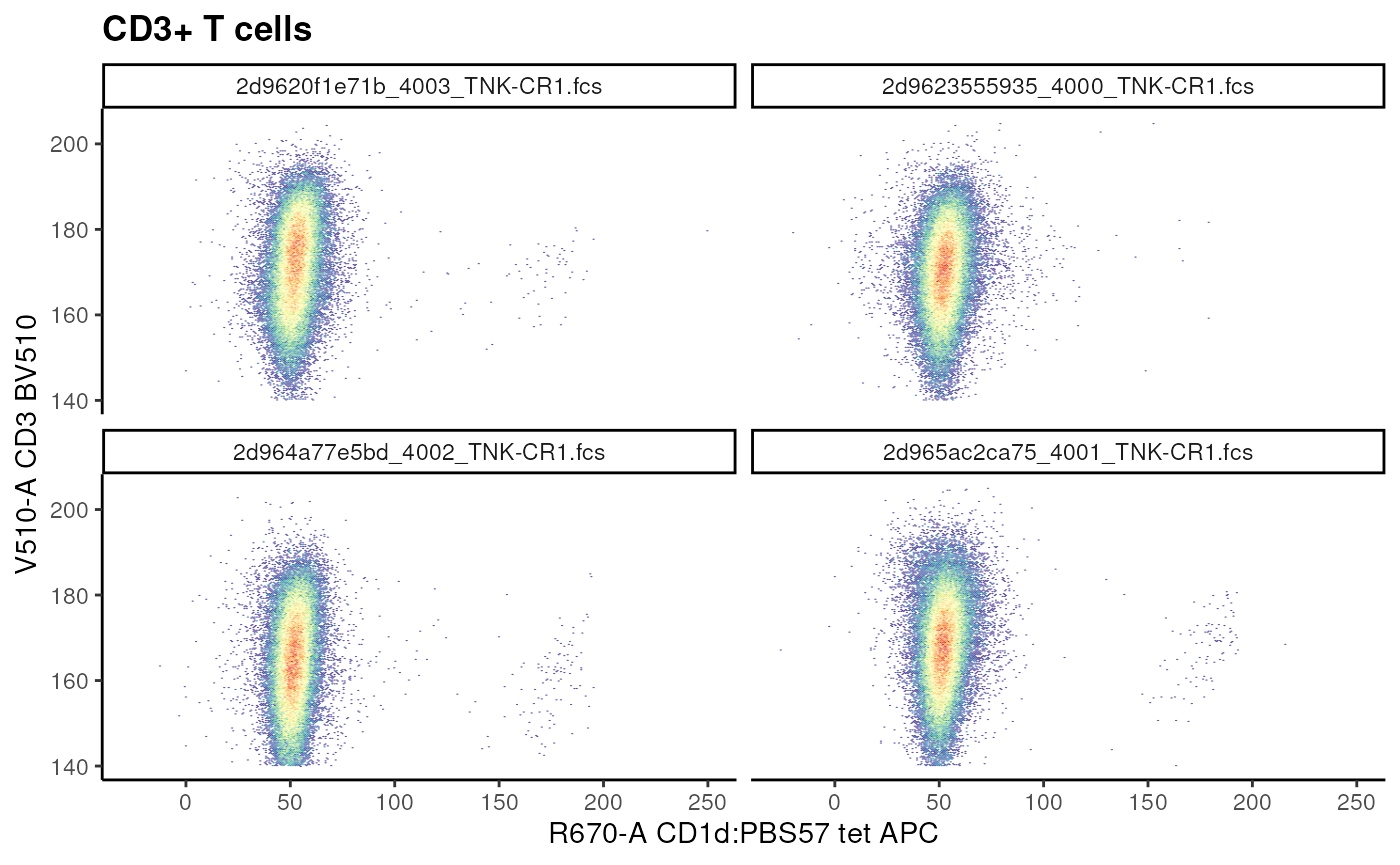 CD3+ T cells
2d9620f1e71b_4003_TNK-CR1.fcs
2d9623555935_4000_TNK-CR1.fcs
200
180
160
140
V510-A CD3 BV510
2d964a77e5bd_4002_TNK-CR1.fcs
2d965ac2ca75_4001_TNK-CR1.fcs
200
180
160
140
0 50 100 150 200 250
0 50 100 150 200 250
R670-A CD1d:PBS57 tet APC